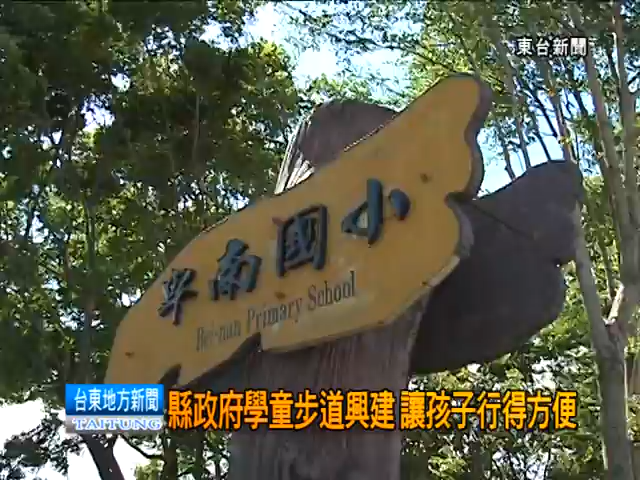 東台新聞
卑南國小
Bei-nan Primary School
台東地方新聞
TAITUNG
縣政府學童步道興建 讓孩子行得方便